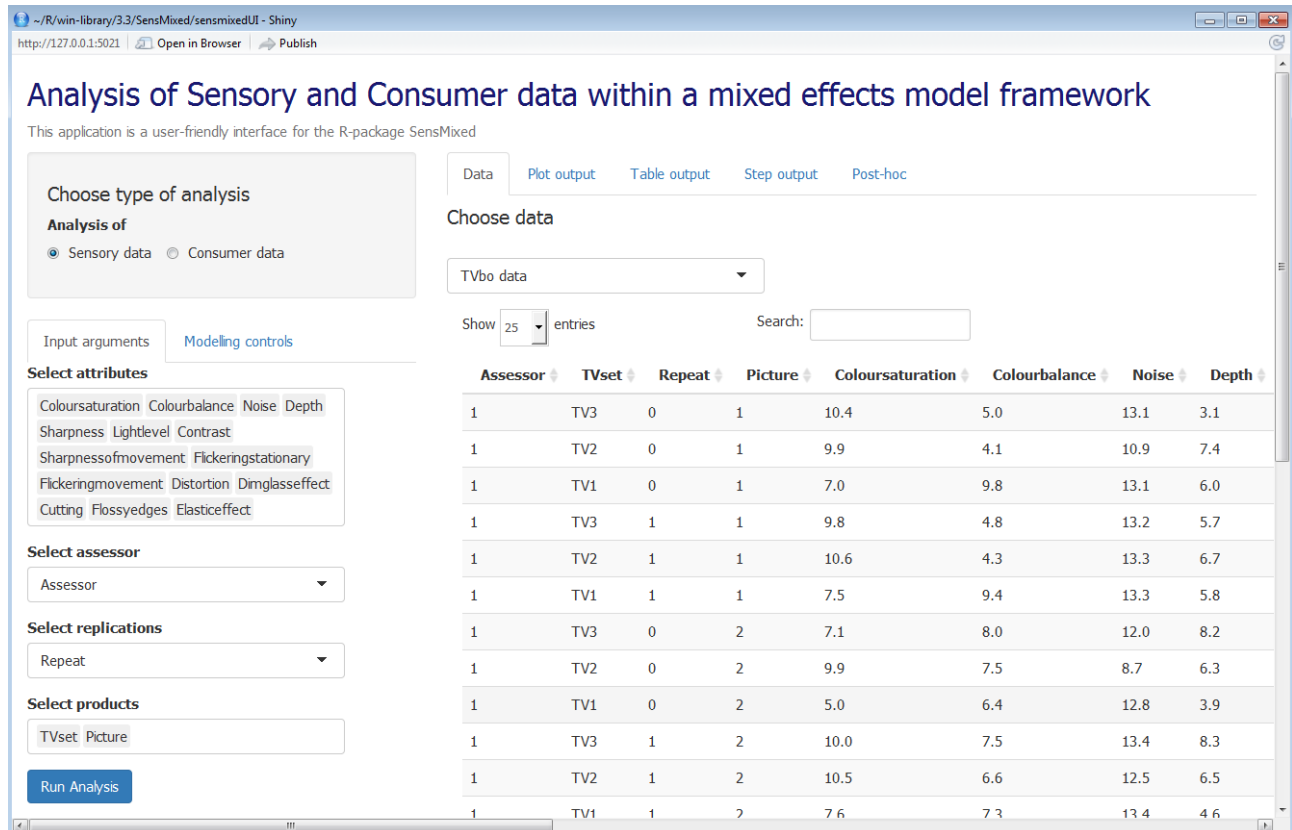 ~/R/win-library/3.3/SensMixed/sensmixedUI - Shiny
http://127.0.0.1:5021 Open in Browser Publish
Analysis of Sensory and Consumer data within a mixed effects model framework
This application is a user-friendly interface for the R-package SensMixed
Choose type of analysis
Analysis of
Sensory data Consumer data
Input arguments Modelling controls
Select attributes
Coloursaturation Colourbalance Noise Depth
Sharpness Lightlevel Contrast
Sharpnessofmovement Flickeringstationary
Flickeringmovement Distortion Dimglasseffect
Cutting Flossyedges Elasticeffect
Select assessor
Assessor
Select replications
Repeat
Select products
TVset Picture
Run Analysis
Data Plot output Table output Step output Post-hoc
Choose data
TVbo data
Show 25 entries Search:
Assessor TVset Repeat Picture Coloursaturation Colourbalance Noise Depth
1 TV3 0 1 10.4 5.0 13.1 3.1
1 TV2 0 1 9.9 4.1 10.9 7.4
1 TV1 0 1 7.0 9.8 13.1 6.0
1 TV3 1 1 9.8 4.8 13.2 5.7
1 TV2 1 1 10.6 4.3 13.3 6.7
1 TV1 1 1 7.5 9.4 13.3 5.8
1 TV3 0 2 7.1 8.0 12.0 8.2
1 TV2 0 2 9.9 7.5 8.7 6.3
1 TV1 0 2 5.0 6.4 12.8 3.9
1 TV3 1 2 10.0 7.5 13.4 8.3
1 TV2 1 2 10.5 6.6 12.5 6.5
1 TV1 1 2 7.6 7.3 13.4 4.6